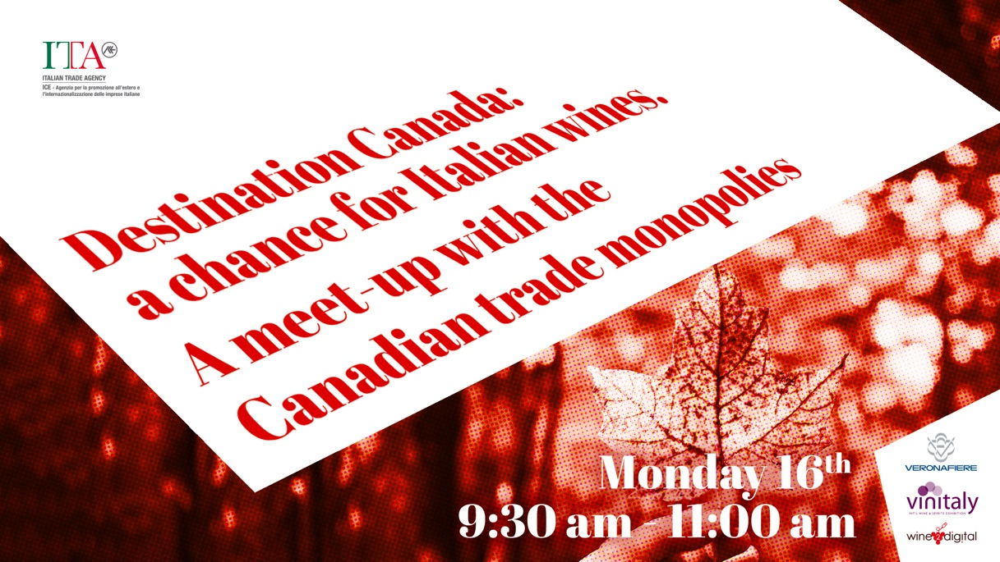 ITA
ITALIAN TRADE AGENCY
ICE - Agenzia per la promozione all'estero e
l'internazionalizzazione delle imprese italiane
Destination Canada:
a chance for Italian wines.
A meet-up with the
Canadian trade monopolies
Monday 16th
9:30 am - 11:00 am
VERONAFIERE
vinitaly
INT'L WINE & SPIRITS EXHIBITION
wine2digital